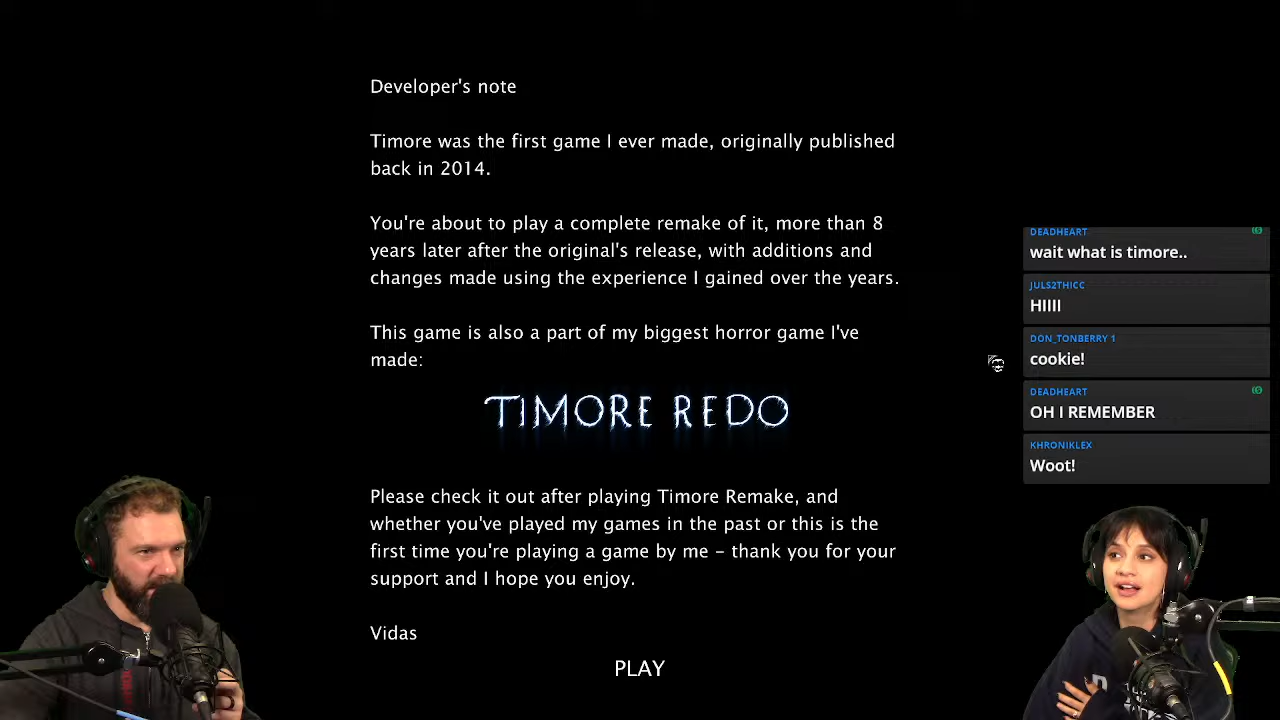 Developer's note
Timore was the first game I ever made, originally published
back in 2014.
You're about to play a complete remake of it, more than 8
years later after the original's release, with additions and
changes made using the experience I gained over the years.
This game is also a part of my biggest horror game I've
made:
TIMORE REDO
Please check it out after playing Timore Remake, and
whether you've played my games in the past or this is the
first time you're playing a game by me – thank you for your
support and I hope you enjoy.
Vidas
PLAY
DEADHEART
wait what is timore..
JULS2THICC
HIIII
DON_TONBERRY 1
cookie!
DEADHEART
OH I REMEMBER
KHRONIKLEX
Woot!